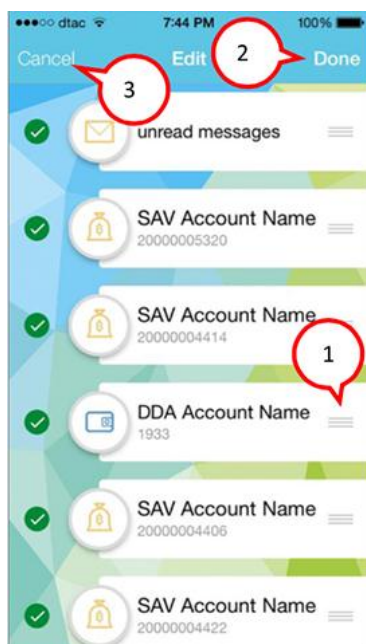 dtac 7:44 PM 100%
Cancel Edit Done
2
3
unread messages
SAV Account Name
20000005320
SAV Account Name
20000004414
1
DDA Account Name
1933
SAV Account Name
20000004406
SAV Account Name
20000004422